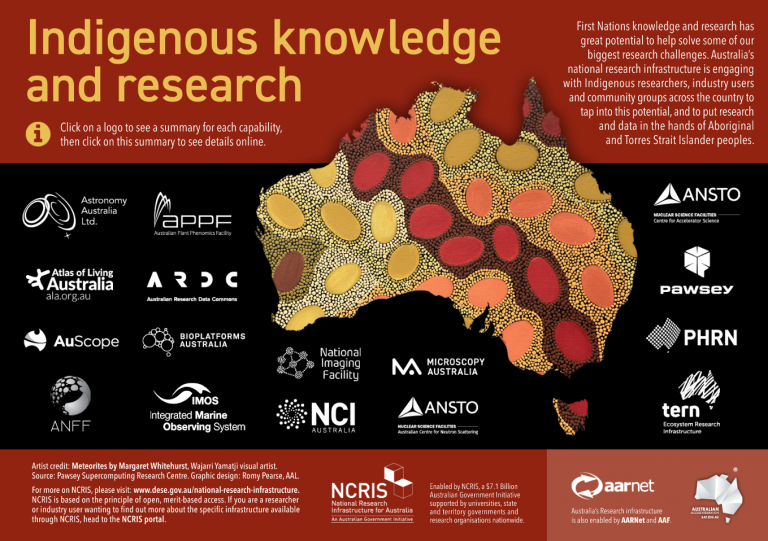 Indigenous knowledge
and research
Click on a logo to see a summary for each capability,
then click on this summary to see details online.
First Nations knowledge and research has
great potential to help solve some of our
biggest research challenges. Australia's
national research infrastructure is engaging
with Indigenous researchers, industry users
and community groups across the country to
tap into this potential, and to put research
and data in the hands of Aboriginal
and Torres Strait Islander peoples.
Astronomy
Australia
Ltd.
APPF
Australian Plant Phenomics Facility
Atlas of Living
Australia
ala.org.au
ARDC
Australian Research Data Commons
AuScope
BIOPLATFORMS
AUSTRALIA
ANFF
IMOS
Integrated Marine
Observing System
National
Imaging
Facility
NCI
AUSTRALIA
MICROSCOPY
AUSTRALIA
ANSTO
NUCLEAR SCIENCE FACILITIES
Australian Centre for Neutron Scattering
ANSTO
NUCLEAR SCIENCE FACILITIES
Centre for Accelerator Science
PAWSEY
PHRN
tern
Ecosystem Research
Infrastructure
Artist credit: Meteorites by Margaret Whitehurst, Wajarri Yamatji visual artist.
Source: Pawsey Supercomputing Research Centre. Graphic design: Romy Pearse, AAL.
For more on NCRIS, please visit: www.dese.gov.au/national-research-infrastructure.
NCRIS is based on the principle of open, merit-based access. If you are a researcher
or industry user wanting to find out more about the specific infrastructure available
through NCRIS, head to the NCRIS portal.
NCRIS
National Research
Infrastructure for Australia
An Australian Government Initiative
Enabled by NCRIS, a $7.1 Billion
Australian Government Initiative
supported by universities, state
and territory governments and
research organisations nationwide.
aarnet
Australia's Research infrastructure
is also enabled by AARNet and AAF.
®
AUSTRALIAN
AAF.EDU.AU